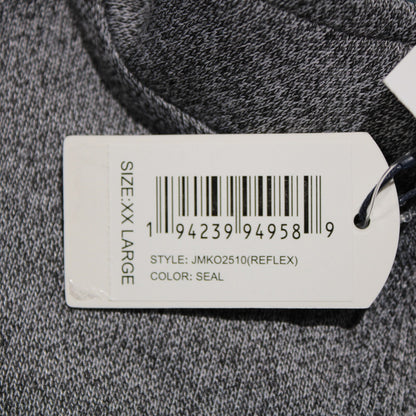 SIZE:XX LARGE
1 94239 94958 9
STYLE: JMKO2510(REFLEX)
COLOR: SEAL